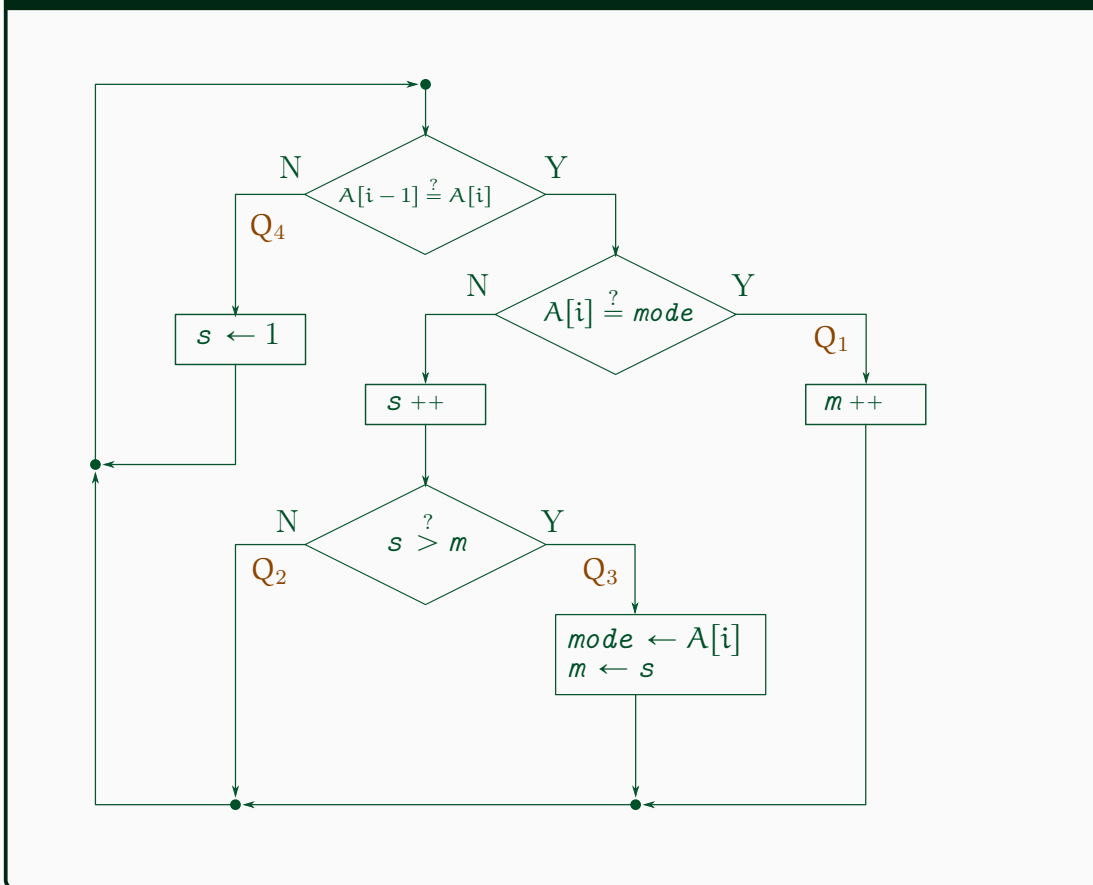 N
Y
A[i − 1] ≟ A[i]
Q₄
N
Y
A[i] ≟ mode
Q₁
s ← 1
s ++
m ++
N
Y
?
s > m
Q₂
Q₃
mode ← A[i]
m ← s